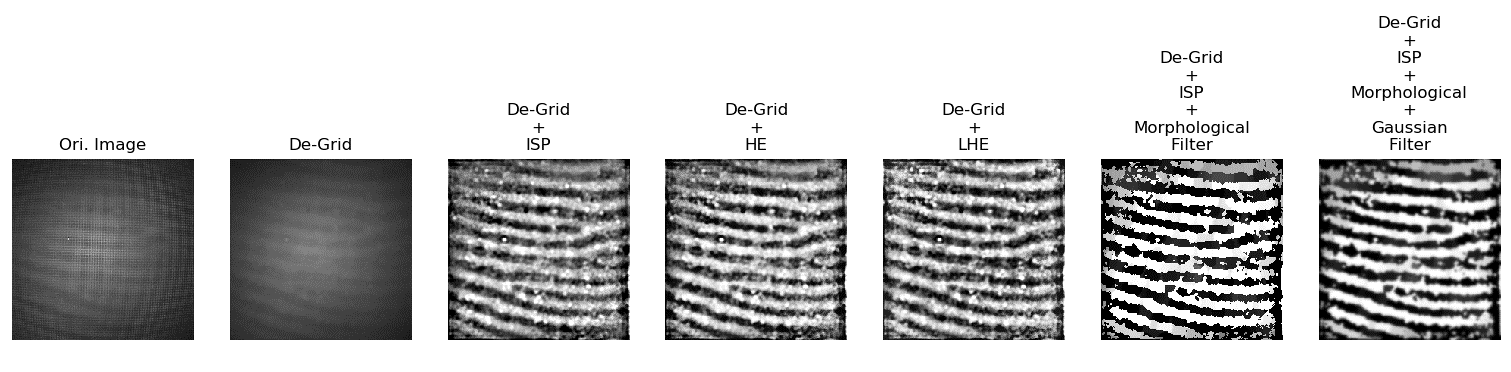 Ori. Image
De-Grid
De-Grid
+
ISP
De-Grid
+
HE
De-Grid
+
LHE
De-Grid
+
ISP
+
Morphological
Filter
De-Grid
+
ISP
+
Morphological
+
Gaussian
Filter